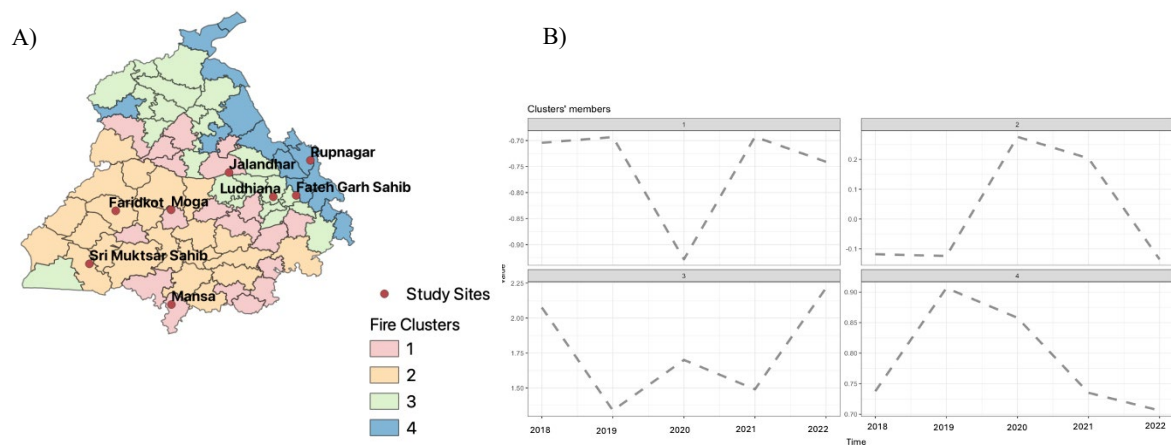 A)
Rupnagar
Jalandhar
Ludhiana
Fateh Garh Sahib
Faridkot
Moga
Sri Muktsar Sahib
Mansa
Study Sites
Fire Clusters
1
2
3
4
B)
Clusters' members
1
2
-0.70
-0.75
-0.80
-0.85
-0.90
0.2
0.1
-0.0
-0.1
value
3
4
2.25
2.00
1.75
1.50
0.90
0.85
0.80
0.75
0.70
2018
2019
2020
2021
2022
2018
2019
2020
2021
2022
Time